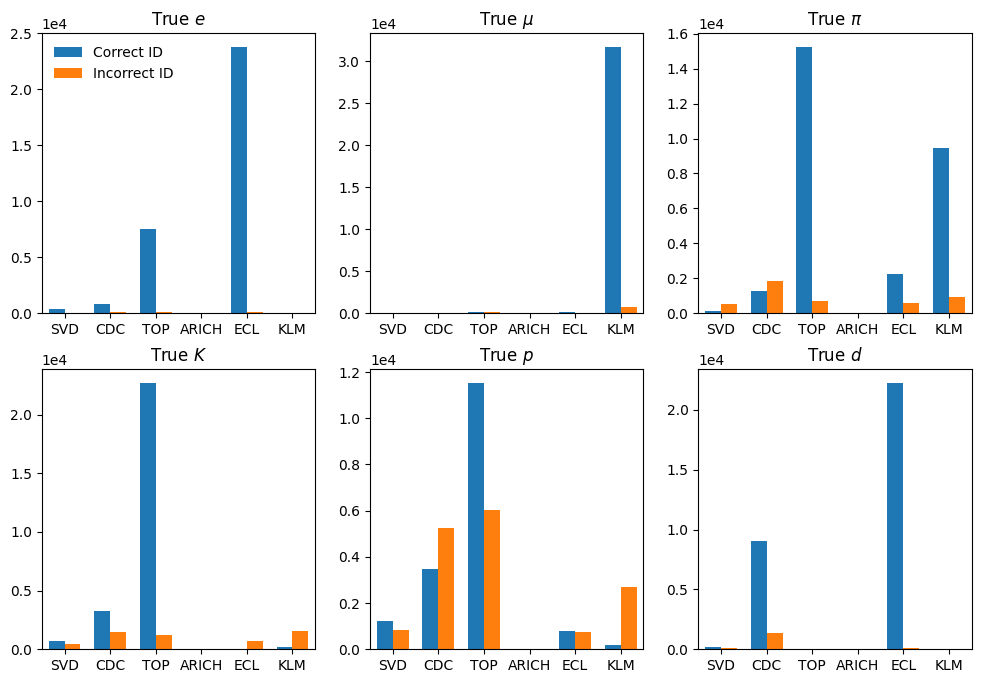 True e
1e4
2.5
2.0
1.5
1.0
0.5
0.0
Correct ID
Incorrect ID
SVD CDC TOP ARICH ECL KLM
True μ
1e4
3.0
2.5
2.0
1.5
1.0
0.5
0.0
SVD CDC TOP ARICH ECL KLM
True π
1e4
1.6
1.4
1.2
1.0
0.8
0.6
0.4
0.2
0.0
SVD CDC TOP ARICH ECL KLM
True K
1e4
2.0
1.5
1.0
0.5
0.0
SVD CDC TOP ARICH ECL KLM
True p
1e4
1.2
1.0
0.8
0.6
0.4
0.2
0.0
SVD CDC TOP ARICH ECL KLM
True d
1e4
2.0
1.5
1.0
0.5
0.0
SVD CDC TOP ARICH ECL KLM